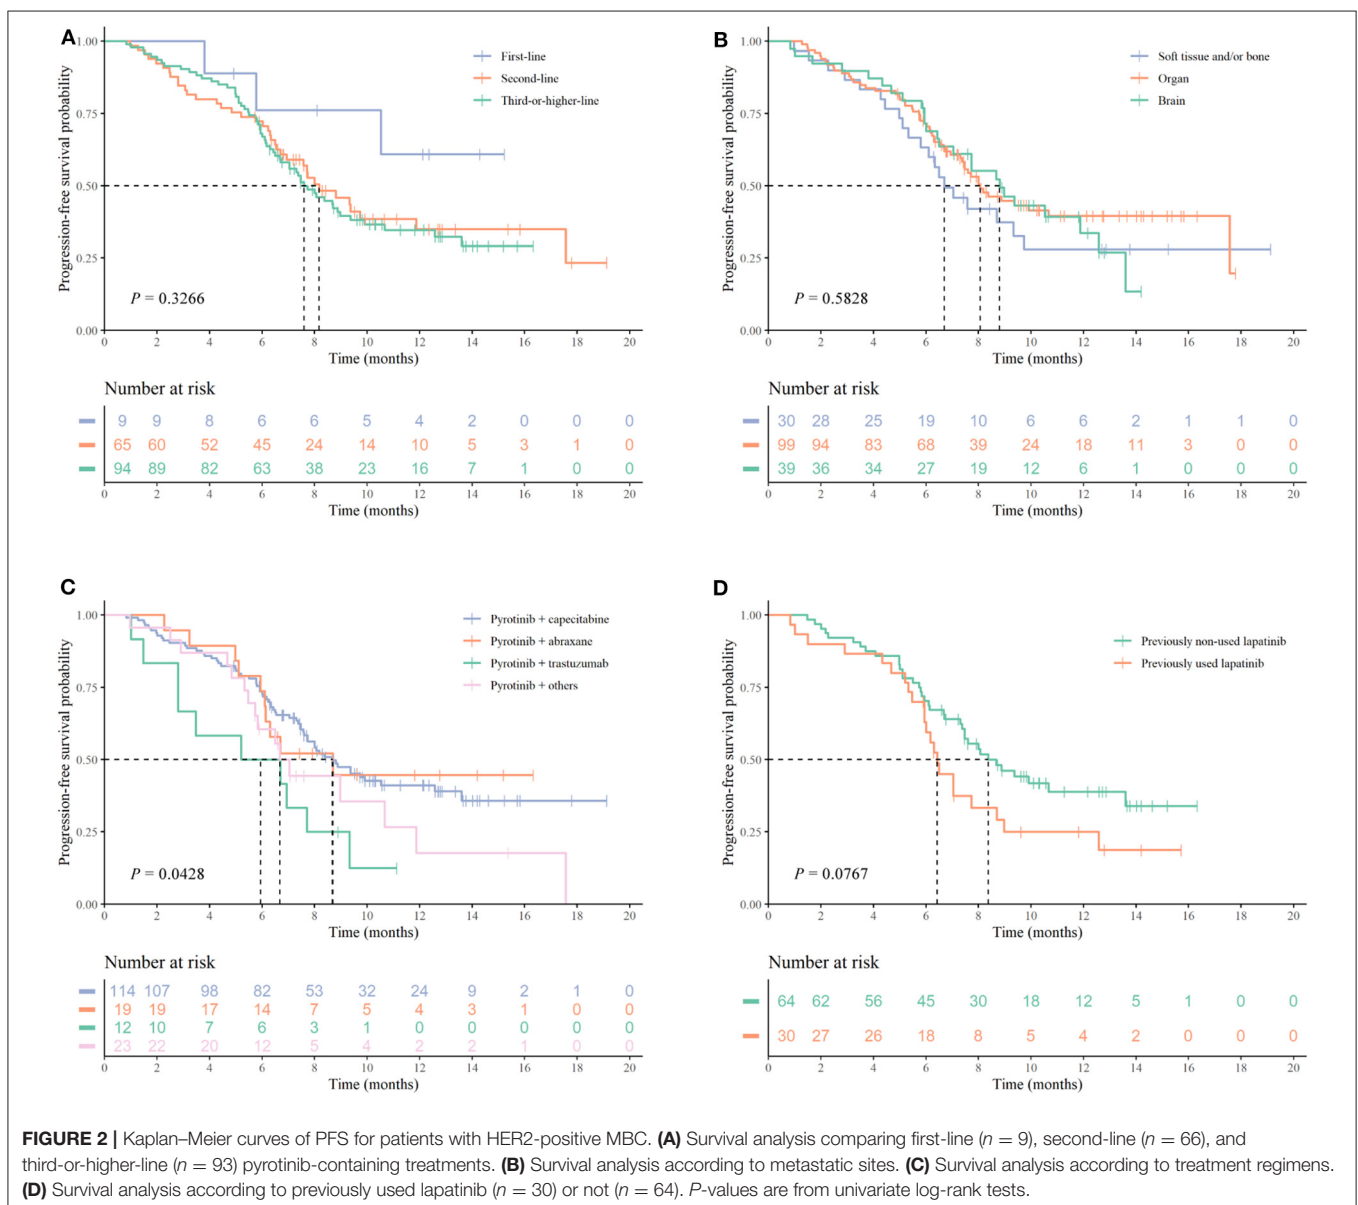 A
1.00
0.75
0.50
0.25
0.00
Progression-free survival probability
First-line
Second-line
Third-or-higher-line
P = 0.3266
0 2 4 6 8 10 12 14 16 18 20
Time (months)
Number at risk
9 9 8 6 6 5 4 2 0 0 0
65 60 52 45 24 14 10 5 3 1 0
94 89 82 63 38 23 16 7 1 0 0
0 2 4 6 8 10 12 14 16 18 20
Time (months)
B
1.00
0.75
0.50
0.25
0.00
Progression-free survival probability
Soft tissue and/or bone
Organ
Brain
P = 0.5828
0 2 4 6 8 10 12 14 16 18 20
Time (months)
Number at risk
30 28 25 19 10 6 6 2 1 1 0
99 94 83 68 39 24 18 11 3 0 0
39 36 34 27 19 12 6 1 0 0 0
0 2 4 6 8 10 12 14 16 18 20
Time (months)
C
1.00
0.75
0.50
0.25
0.00
Progression-free survival probability
Pyrotinib + capecitabine
Pyrotinib + abraxane
Pyrotinib + trastuzumab
Pyrotinib + others
P = 0.0428
0 2 4 6 8 10 12 14 16 18 20
Time (months)
Number at risk
114 107 98 82 53 32 24 9 2 1 0
19 19 17 14 7 5 4 3 1 0 0
12 10 7 6 3 1 0 0 0 0 0
23 22 20 12 5 4 2 2 1 0 0
0 2 4 6 8 10 12 14 16 18 20
Time (months)
D
1.00
0.75
0.50
0.25
0.00
Progression-free survival probability
Previously non-used lapatinib
Previously used lapatinib
P = 0.0767
0 2 4 6 8 10 12 14 16 18 20
Time (months)
Number at risk
64 62 56 45 30 18 12 5 1 0 0
30 27 26 18 8 5 4 2 0 0 0
0 2 4 6 8 10 12 14 16 18 20
Time (months)
FIGURE 2 | Kaplan–Meier curves of PFS for patients with HER2-positive MBC. (A) Survival analysis comparing first-line (n = 9), second-line (n = 66), and
third-or-higher-line (n = 93) pyrotinib-containing treatments. (B) Survival analysis according to metastatic sites. (C) Survival analysis according to treatment regimens.
(D) Survival analysis according to previously used lapatinib (n = 30) or not (n = 64). P-values are from univariate log-rank tests.